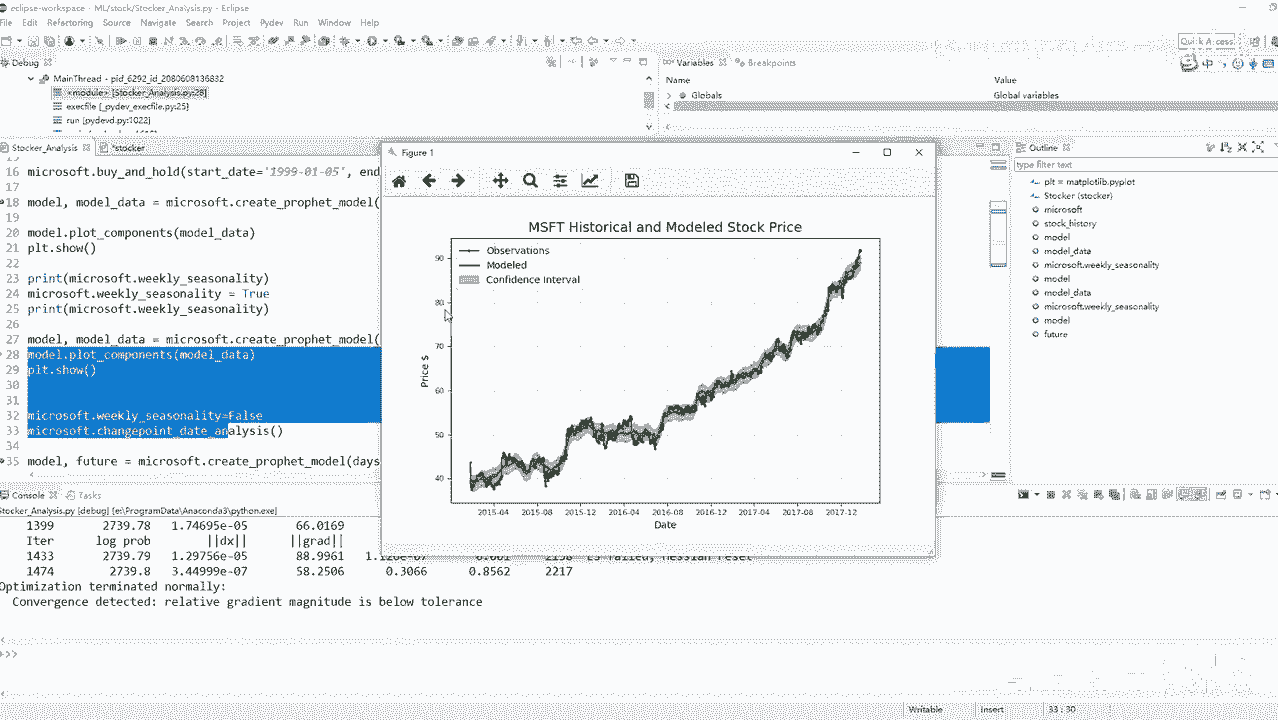 eclipse-workspace - ML/stock/Stocker_Analysis.py - Eclipse
File Edit Refactoring Source Navigate Search Project Pydev Run Window Help
Quick Access
Debug
Variables Breakpoints
MainThread - pid_6292_id_2080608136832
<module> [Stocker_Analysis.py:28]
execfile [_pydev_execfile.py:25]
run [pydevd.py:1022]
Name Value
Globals Global variables
Stocker_Analysis *stocker
Outline
type filter text
plt = matplotlib.pyplot
Stocker (stocker)
microsoft
stock_history
model
model_data
microsoft.weekly_seasonality
model
model_data
microsoft.weekly_seasonality
model
future
15
16 microsoft.buy_and_hold(start_date='1999-01-05', end
17
18 model, model_data = microsoft.create_prophet_model(
19
20 model.plot_components(model_data)
21 plt.show()
22
23 print(microsoft.weekly_seasonality)
24 microsoft.weekly_seasonality = True
25 print(microsoft.weekly_seasonality)
26
27 model, model_data = microsoft.create_prophet_model(
28 model.plot_components(model_data)
29 plt.show()
30
31
32 microsoft.weekly_seasonality=False
33 microsoft.changepoint_date_analysis()
34
35 model, future = microsoft.create_prophet_model(days
Figure 1
MSFT Historical and Modeled Stock Price
Observations
Modeled
Confidence Interval
90
80
70
60
50
40
Price $
2015-04 2015-08 2015-12 2016-04 2016-08 2016-12 2017-04 2017-08 2017-12
Date
Console Tasks
Stocker_Analysis.py [debug] [e:\ProgramData\Anaconda3\python.exe]
1399 2739.78 1.74695e-05 66.0169
Iter log prob ||dx|| ||grad||
1433 2739.79 1.29756e-05 88.9961
1474 2739.8 3.44999e-07 58.2506 0.3066 0.8562 2217
Optimization terminated normally:
Convergence detected: relative gradient magnitude is below tolerance
>>>
Writable Insert 33 : 30